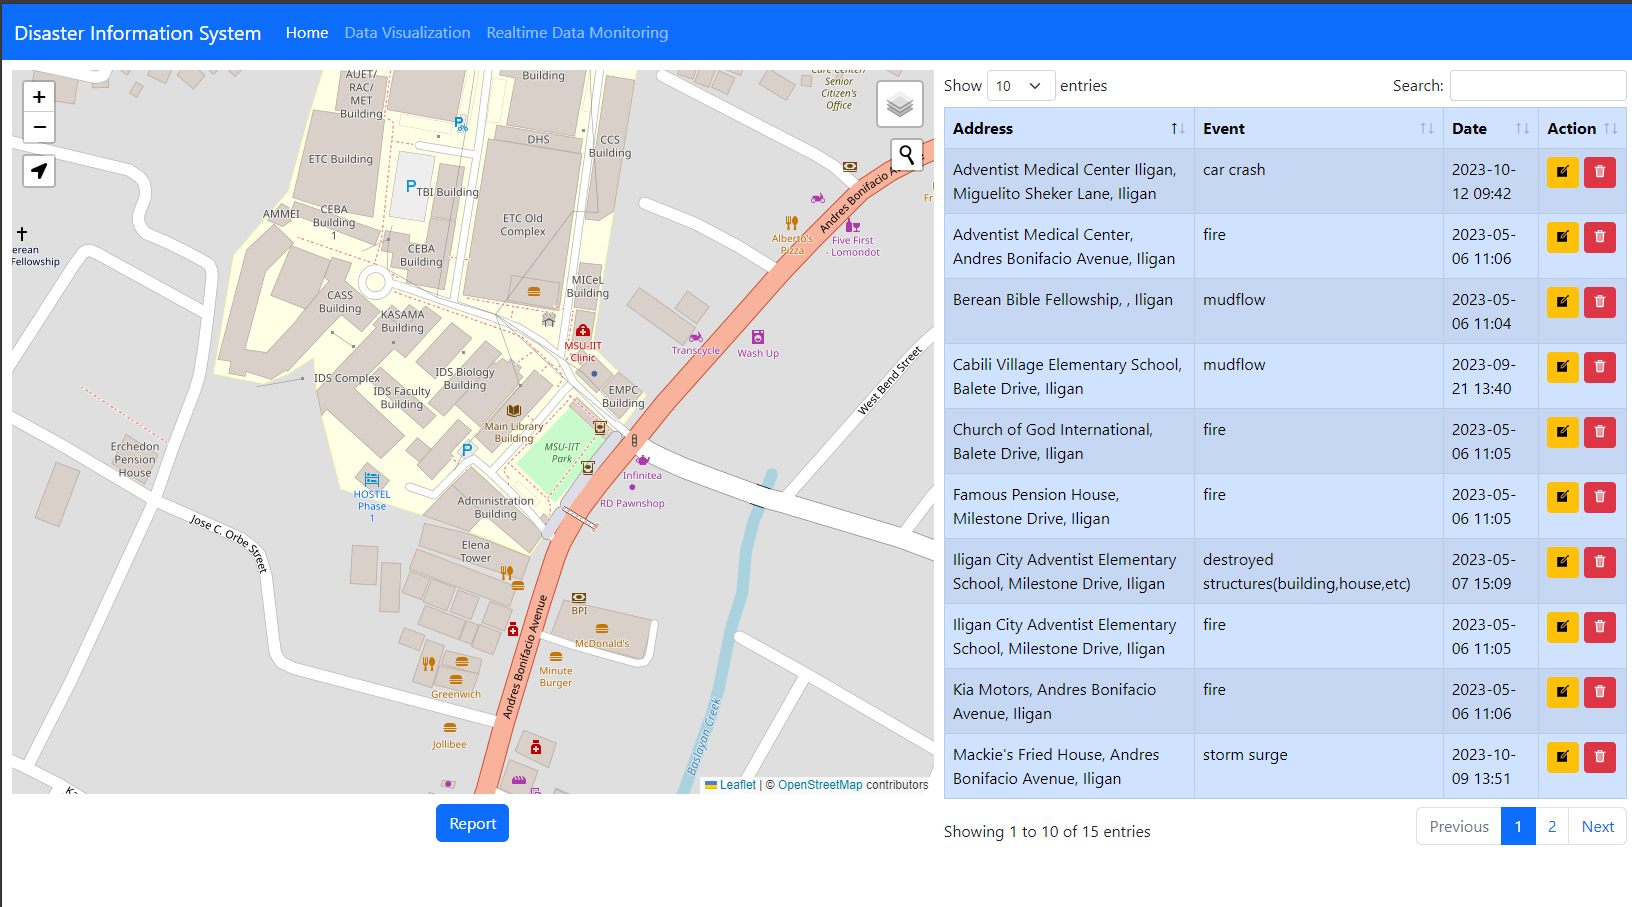 Disaster Information System Home Data Visualization Realtime Data Monitoring
+
−
AUET/
RAC/
MET
Building
Building
Senior
Citizen's
Office
ETC Building
DHS
CCS
Building
P
TBI Building
AMMEI
CEBA
Building
1
CEBA
Building
ETC Old
Complex
Andres Bonifacio
Alberto's
Pizza
Five First
- Lomondot
Fr
erean
Fellowship
CASS
Building
KASAMA
Building
MICeL
Building
MSU-IIT
Clinic
Transcycle
Wash Up
IDS Complex
IDS Biology
Building
IDS Faculty
Building
EMPC
Building
West Bend Street
Main Library
Building
MSU-IIT
Park
P
Erchedon
Pension
House
Infinitea
RD Pawnshop
HOSTEL
Phase
1
Administration
Building
Jose C. Orbe Street
Elena
Tower
BPI
McDonald's
Minute
Burger
Andres Bonifacio Avenue
Greenwich
Jollibee
Baslayan Creek
Leaflet | © OpenStreetMap contributors
Report
Show 10 entries Search:
Address Event Date Action
Adventist Medical Center Iligan, car crash 2023-10-
Miguelito Sheker Lane, Iligan 12 09:42
Adventist Medical Center, fire 2023-05-
Andres Bonifacio Avenue, Iligan 06 11:06
Berean Bible Fellowship, , Iligan mudflow 2023-05-
06 11:04
Cabili Village Elementary School, mudflow 2023-09-
Balete Drive, Iligan 21 13:40
Church of God International, fire 2023-05-
Balete Drive, Iligan 06 11:05
Famous Pension House, fire 2023-05-
Milestone Drive, Iligan 06 11:05
Iligan City Adventist Elementary destroyed 2023-05-
School, Milestone Drive, Iligan structures(building,house,etc) 07 15:09
Iligan City Adventist Elementary fire 2023-05-
School, Milestone Drive, Iligan 06 11:05
Kia Motors, Andres Bonifacio fire 2023-05-
Avenue, Iligan 06 11:06
Mackie's Fried House, Andres storm surge 2023-10-
Bonifacio Avenue, Iligan 09 13:51
Showing 1 to 10 of 15 entries Previous 1 2 Next